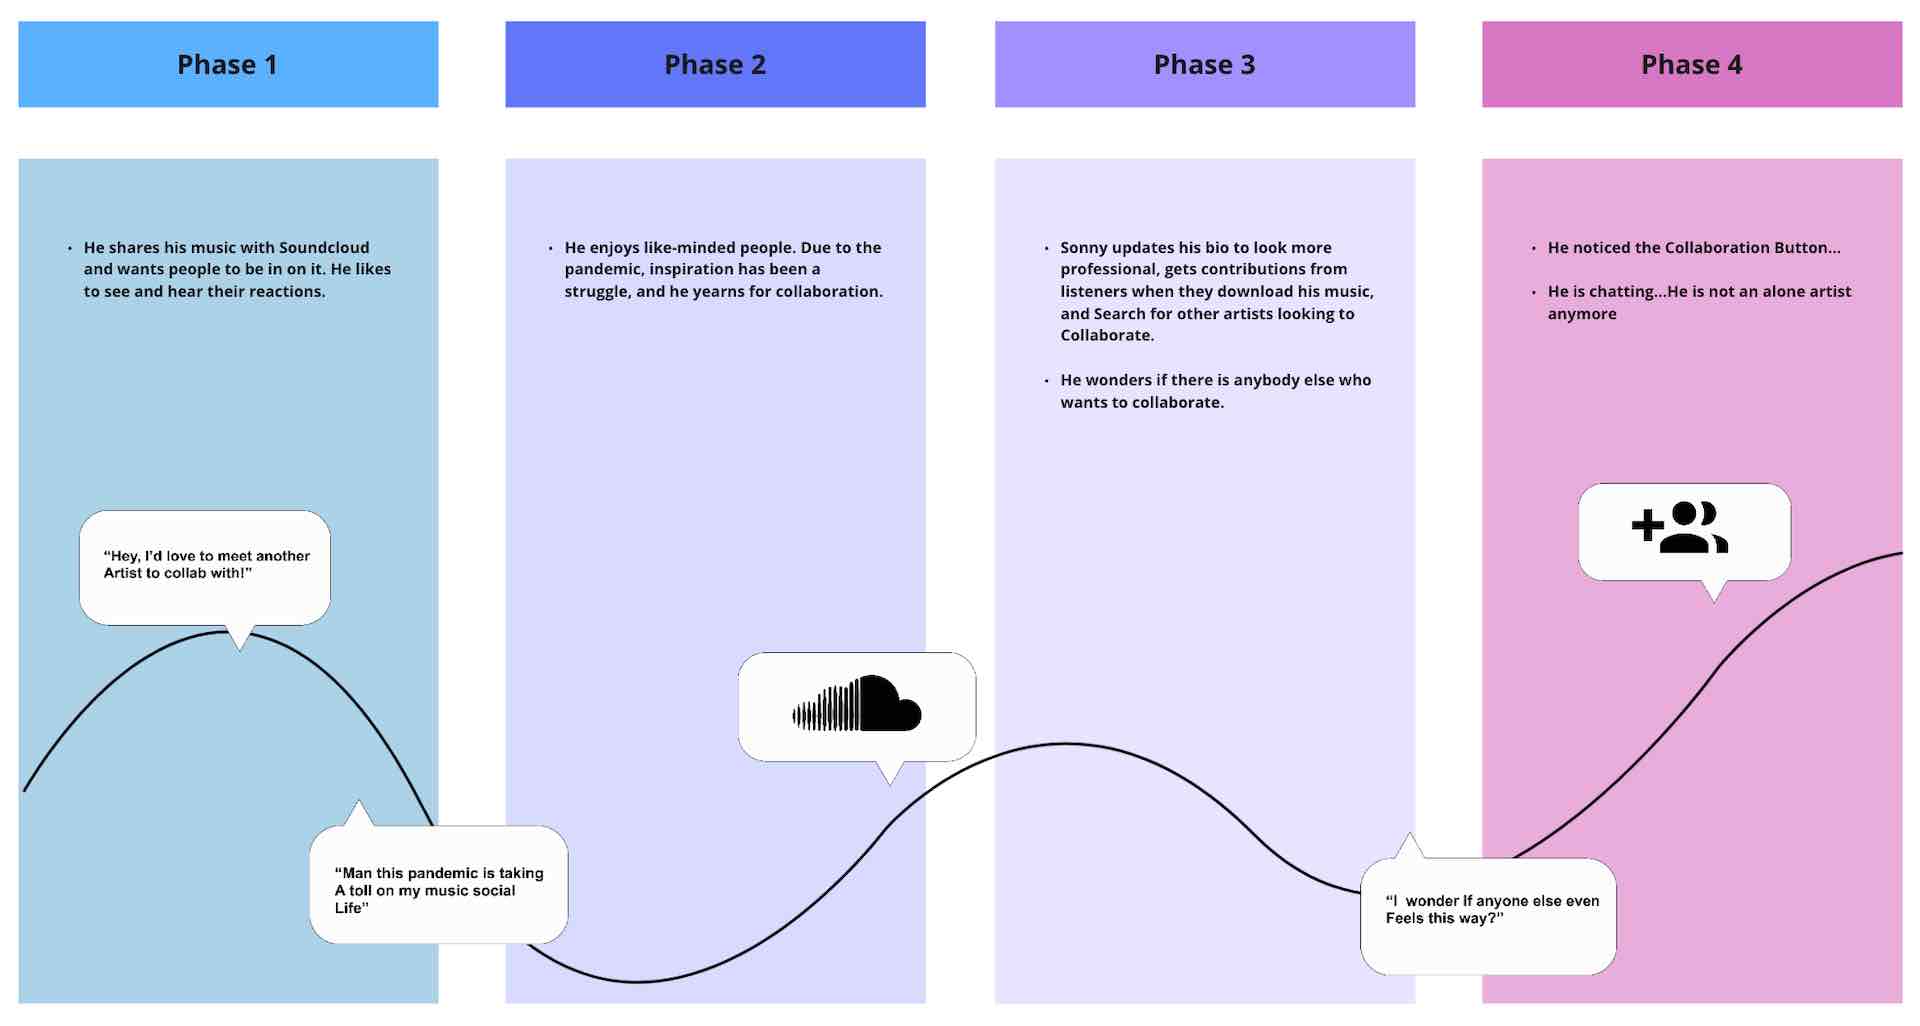 Phase 1
Phase 2
Phase 3
Phase 4
• He shares his music with Soundcloud
and wants people to be in on it. He likes
to see and hear their reactions.
• He enjoys like-minded people. Due to the
pandemic, inspiration has been a
struggle, and he yearns for collaboration.
• Sonny updates his bio to look more
professional, gets contributions from
listeners when they download his music,
and Search for other artists looking to
Collaborate.
• He wonders if there is anybody else who
wants to collaborate.
• He noticed the Collaboration Button...
• He is chatting...He is not an alone artist
anymore
“Hey, I’d love to meet another
Artist to collab with!”
“Man this pandemic is taking
A toll on my music social
Life”
“I  wonder If anyone else even
Feels this way?”